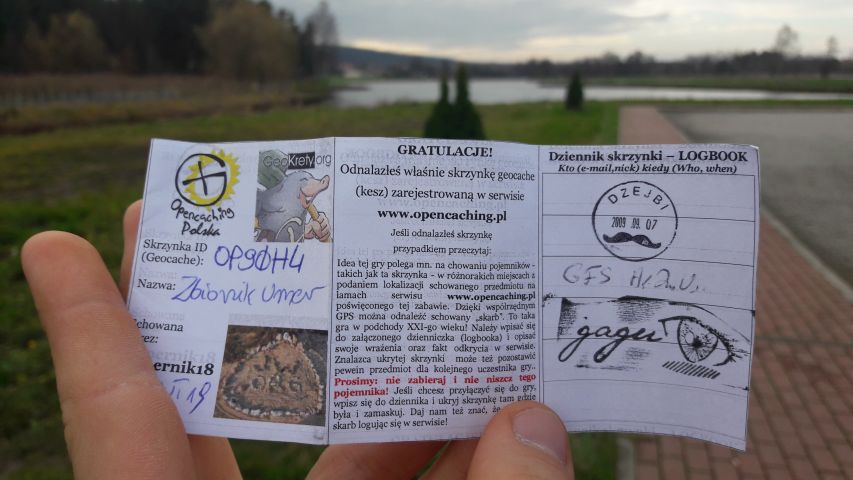 Opencaching
Polska
GeoKrety.org
Skrzynka ID
(Geocache): OP90H4
Nazwa: Zbiornik Umer
chowana
rzez:
ernik18
GRATULACJE!
Odnalazłeś właśnie skrzynkę geocache
(kesz) zarejestrowaną w serwisie
www.opencaching.pl
Jeśli odnalazłeś skrzynkę
przypadkiem przeczytaj:
Idea tej gry polega mn. na chowaniu pojemników -
takich jak ta skrzynka - w różnorakich miejscach z
podaniem lokalizacji schowanego przedmiotu na
łamach serwisu www.opencaching.pl
poświęconego tej zabawie. Dzięki współrzędnym
GPS można odnaleźć schowany „skarb". To taka
gra w podchody XXI-go wieku! Należy wpisać się
do załączonego dzienniczka (logbooka) i opisać
swoje wrażenia oraz fakt odkrycia w serwisie.
Znalazca ukrytej skrzynki może też pozostawić
pewein przedmiot dla kolejnego uczestnika gry..
Prosimy: nie zabieraj i nie niszcz tego
pojemnika! Jeśli chcesz przyłączyć się do gry,
wpisz się do dziennika i ukryj skrzynkę tam gdzie
była i zamaskuj. Daj nam też znać, że
skarb logując się w serwisie!
Dziennik skrzynki – LOGBOOK
Kto (e-mail,nick) kiedy (Who, when)
DZEJBI
2009 .09. 07
GFS
gagu